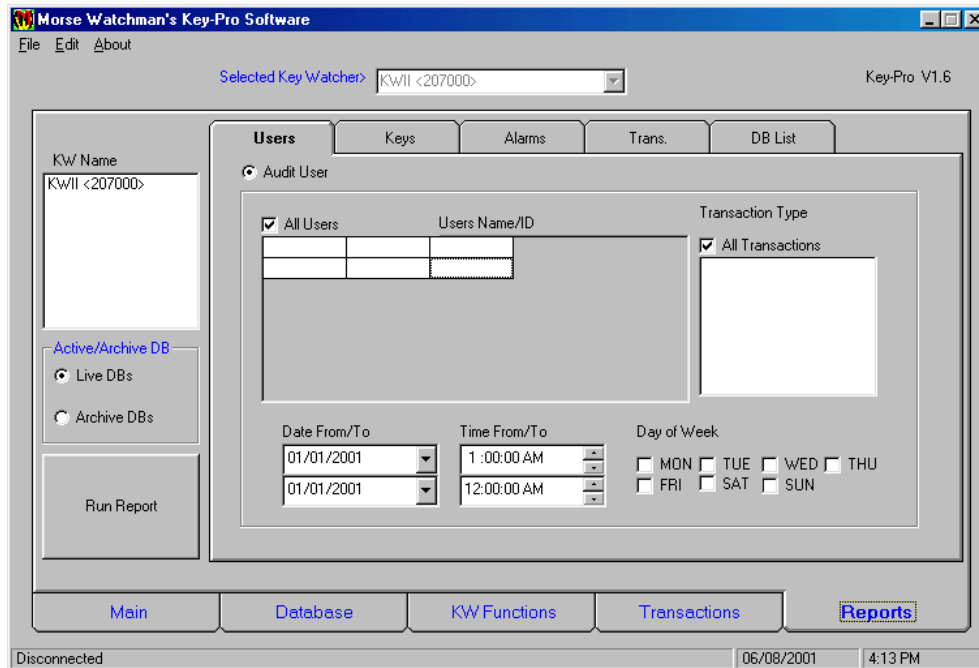 Morse Watchman's Key-Pro Software
File Edit About
Selected Key Watcher> KWII <207000> Key-Pro V1.6
Users Keys Alarms Trans. DB List
KW Name
KWII <207000>
Audit User
All Users Users Name/ID
Transaction Type
All Transactions
Active/Archive DB
Live DBs
Archive DBs
Run Report
Date From/To Time From/To Day of Week
01/01/2001 1 :00:00 AM
01/01/2001 12:00:00 AM
MON TUE WED THU
FRI SAT SUN
Main Database KW Functions Transactions Reports
Disconnected 06/08/2001 4:13 PM